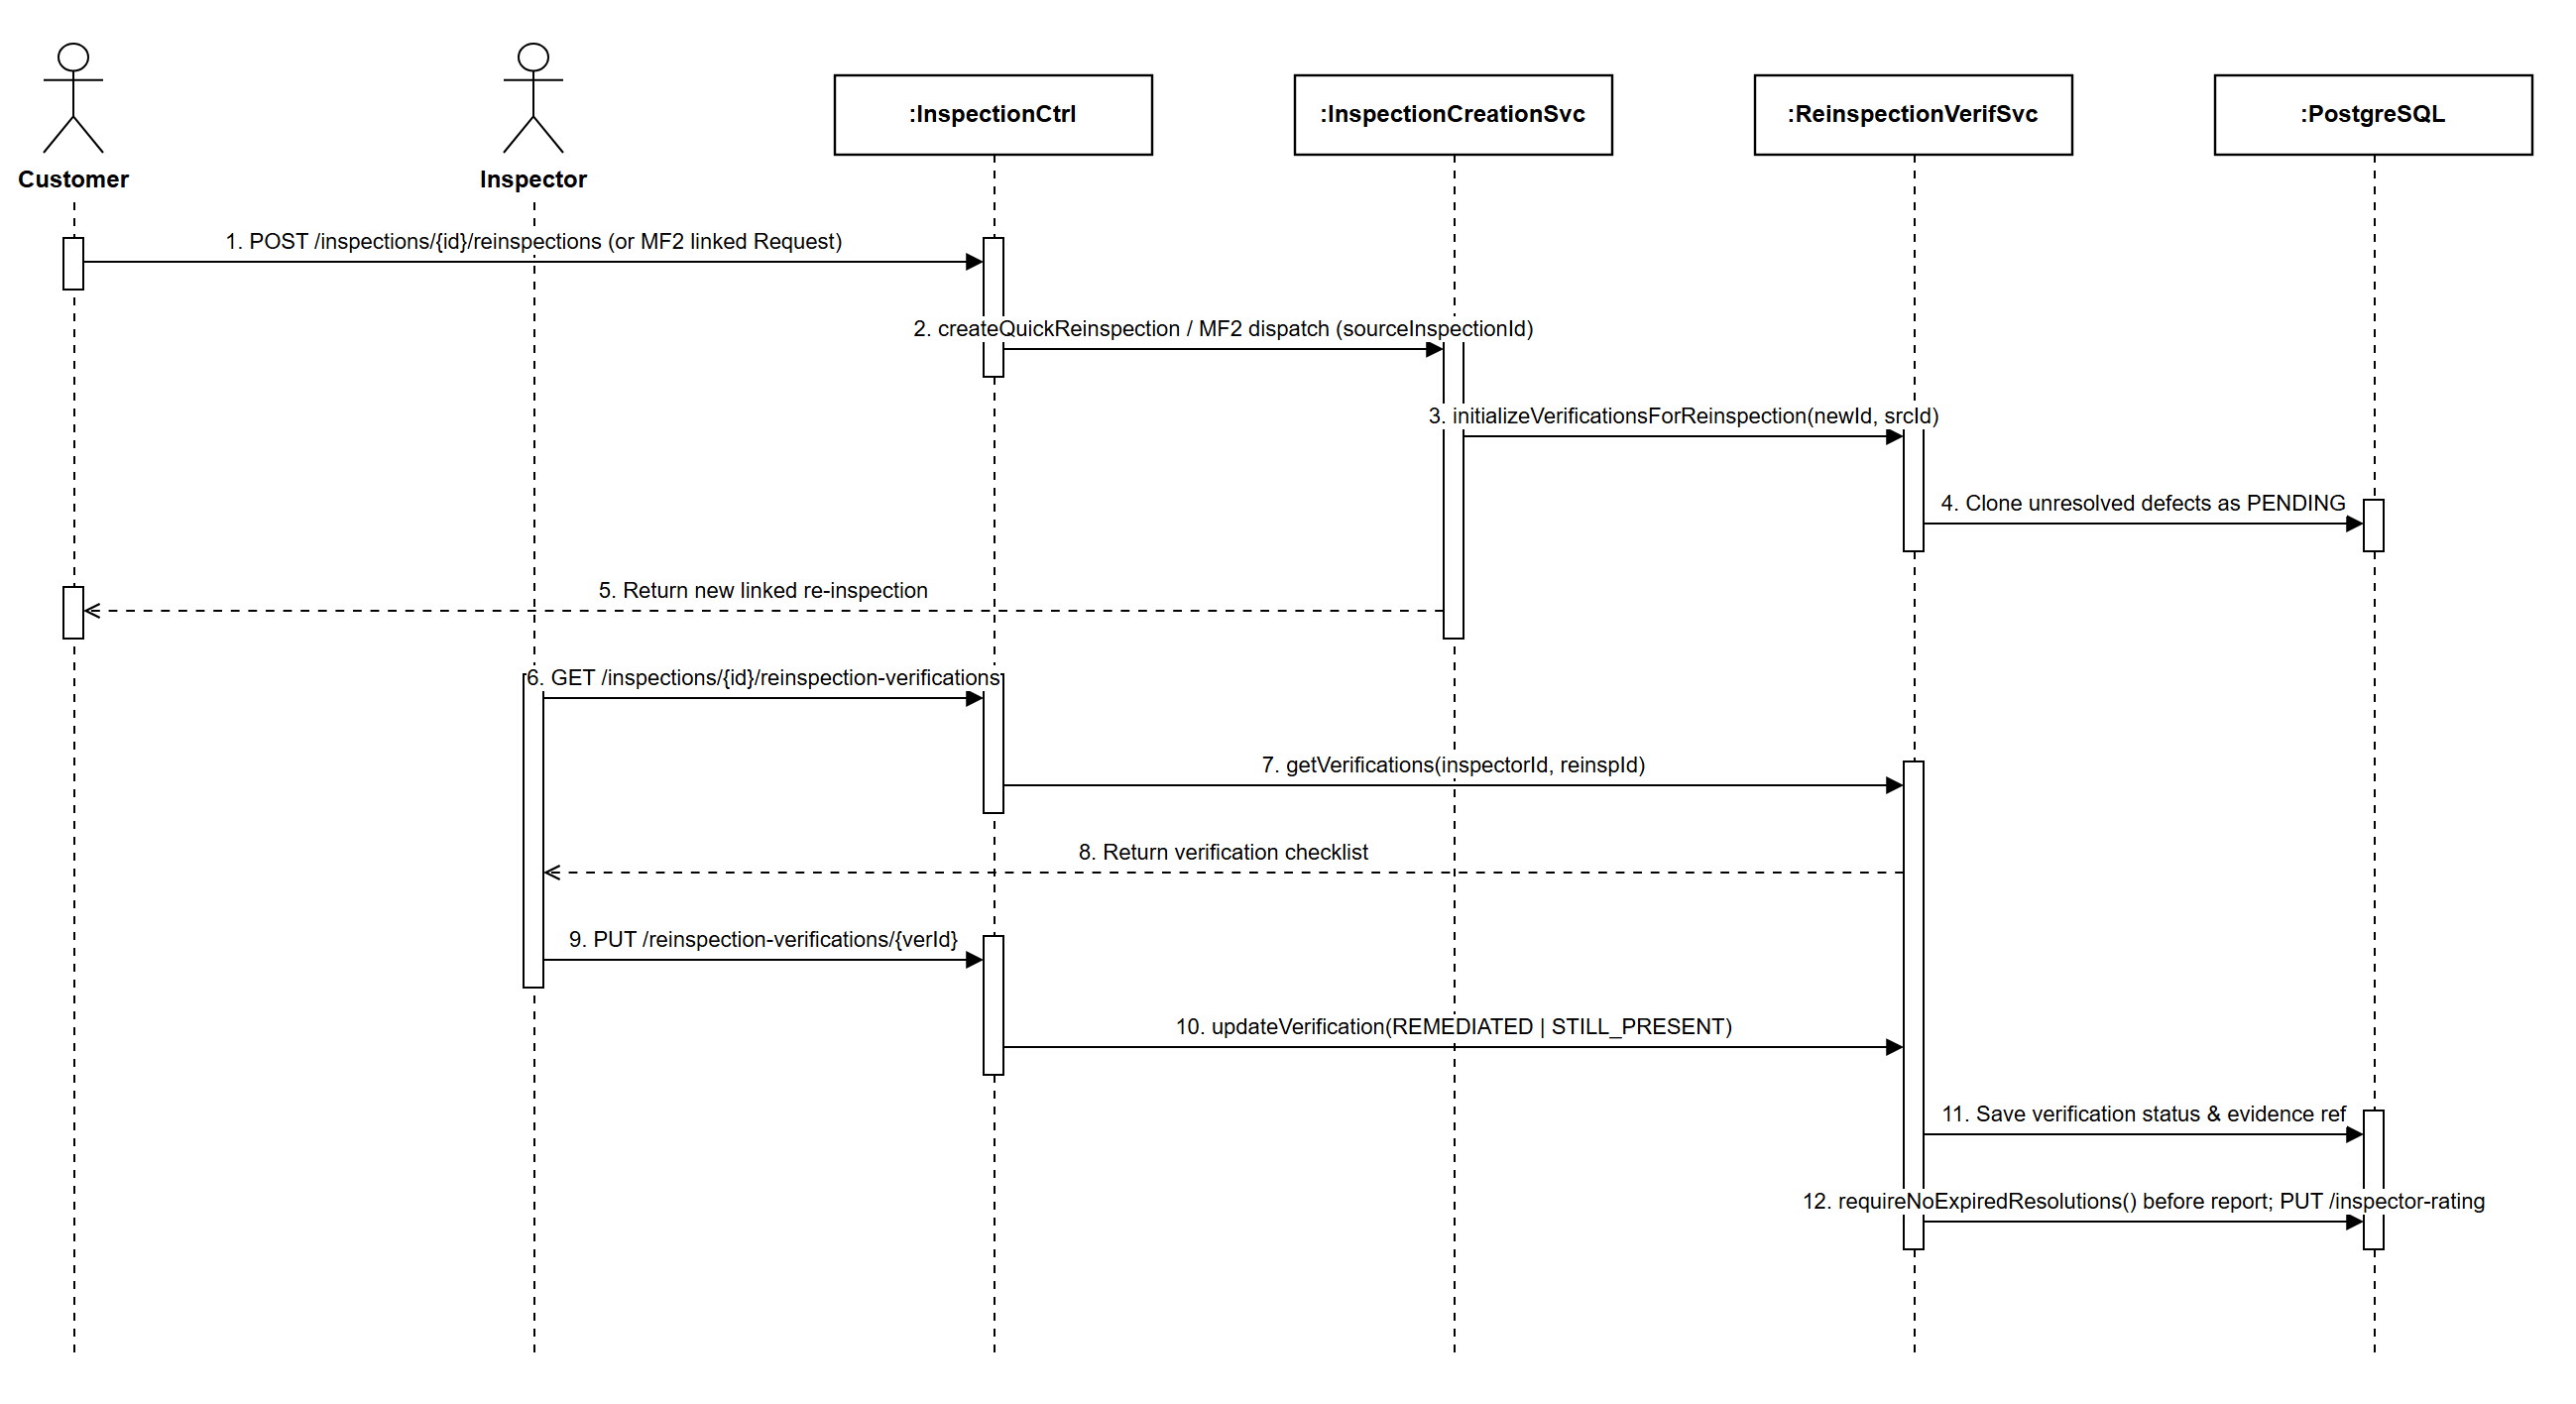 Customer
Inspector
:InspectionCtrl
:InspectionCreationSvc
:ReinspectionVerifSvc
:PostgreSQL
1. POST /inspections/{id}/reinspections (or MF2 linked Request)
2. createQuickReinspection / MF2 dispatch (sourceInspectionId)
3. initializeVerificationsForReinspection(newId, srcId)
4. Clone unresolved defects as PENDING
5. Return new linked re-inspection
6. GET /inspections/{id}/reinspection-verifications
7. getVerifications(inspectorId, reinspId)
8. Return verification checklist
9. PUT /reinspection-verifications/{verId}
10. updateVerification(REMEDIATED | STILL_PRESENT)
11. Save verification status & evidence ref
12. requireNoExpiredResolutions() before report; PUT /inspector-rating